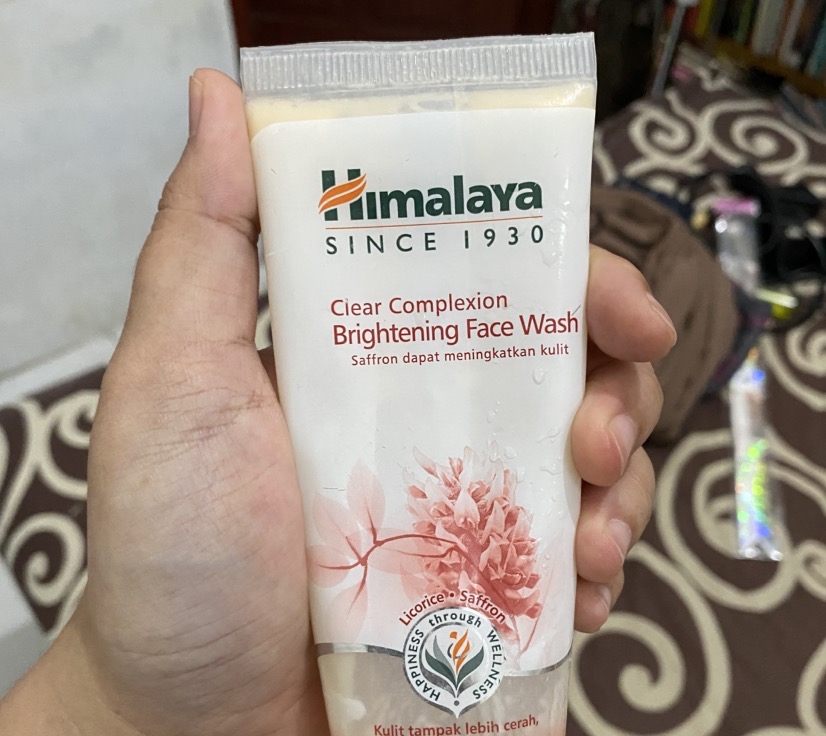 Himalaya
SINCE 1930
Clear Complexion
Brightening Face Wash
Saffron dapat meningkatkan kulit
Licorice • Saffron
HAPPINESS through WELLNESS
Kulit tampak lebih cerah,